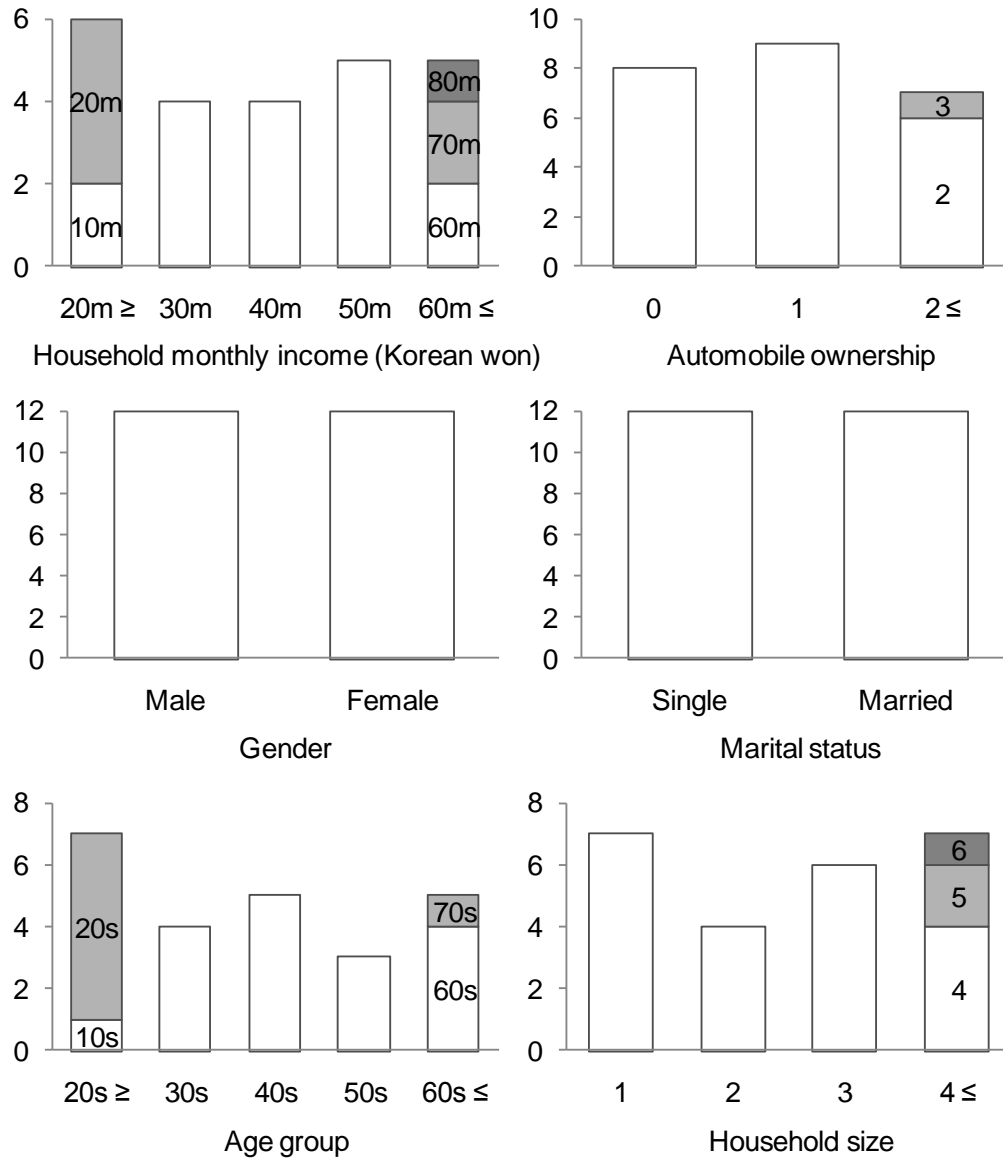 6
4
2
0
20m
10m
80m
70m
60m
20m ≥ 30m 40m 50m 60m ≤
Household monthly income (Korean won)
10
8
6
4
2
0
3
2
0 1 2 ≤
Automobile ownership
12
10
8
6
4
2
0
Male Female
Gender
12
10
8
6
4
2
0
Single Married
Marital status
8
6
4
2
0
20s
10s
70s
60s
20s ≥ 30s 40s 50s 60s ≤
Age group
8
6
4
2
0
6
5
4
1 2 3 4 ≤
Household size